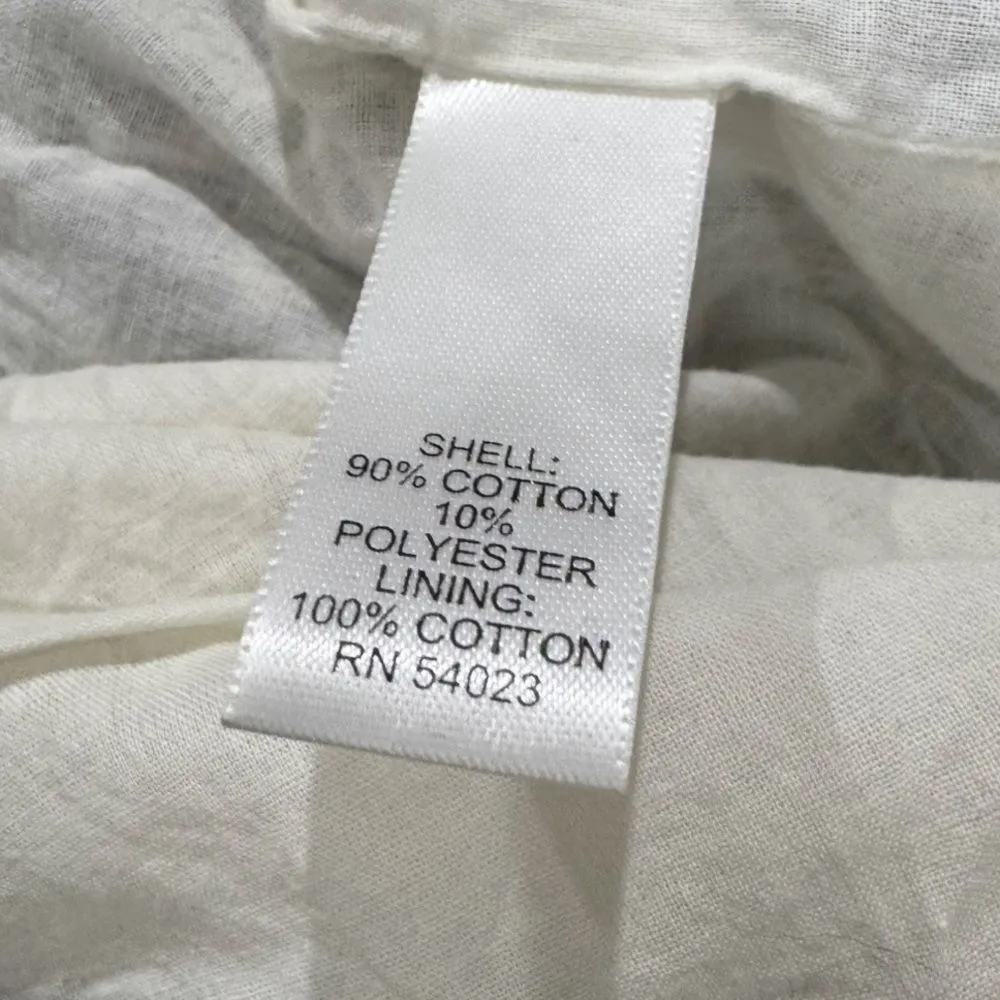 SHELL:
90% COTTON
10%
POLYESTER
LINING:
100% COTTON
RN 54023